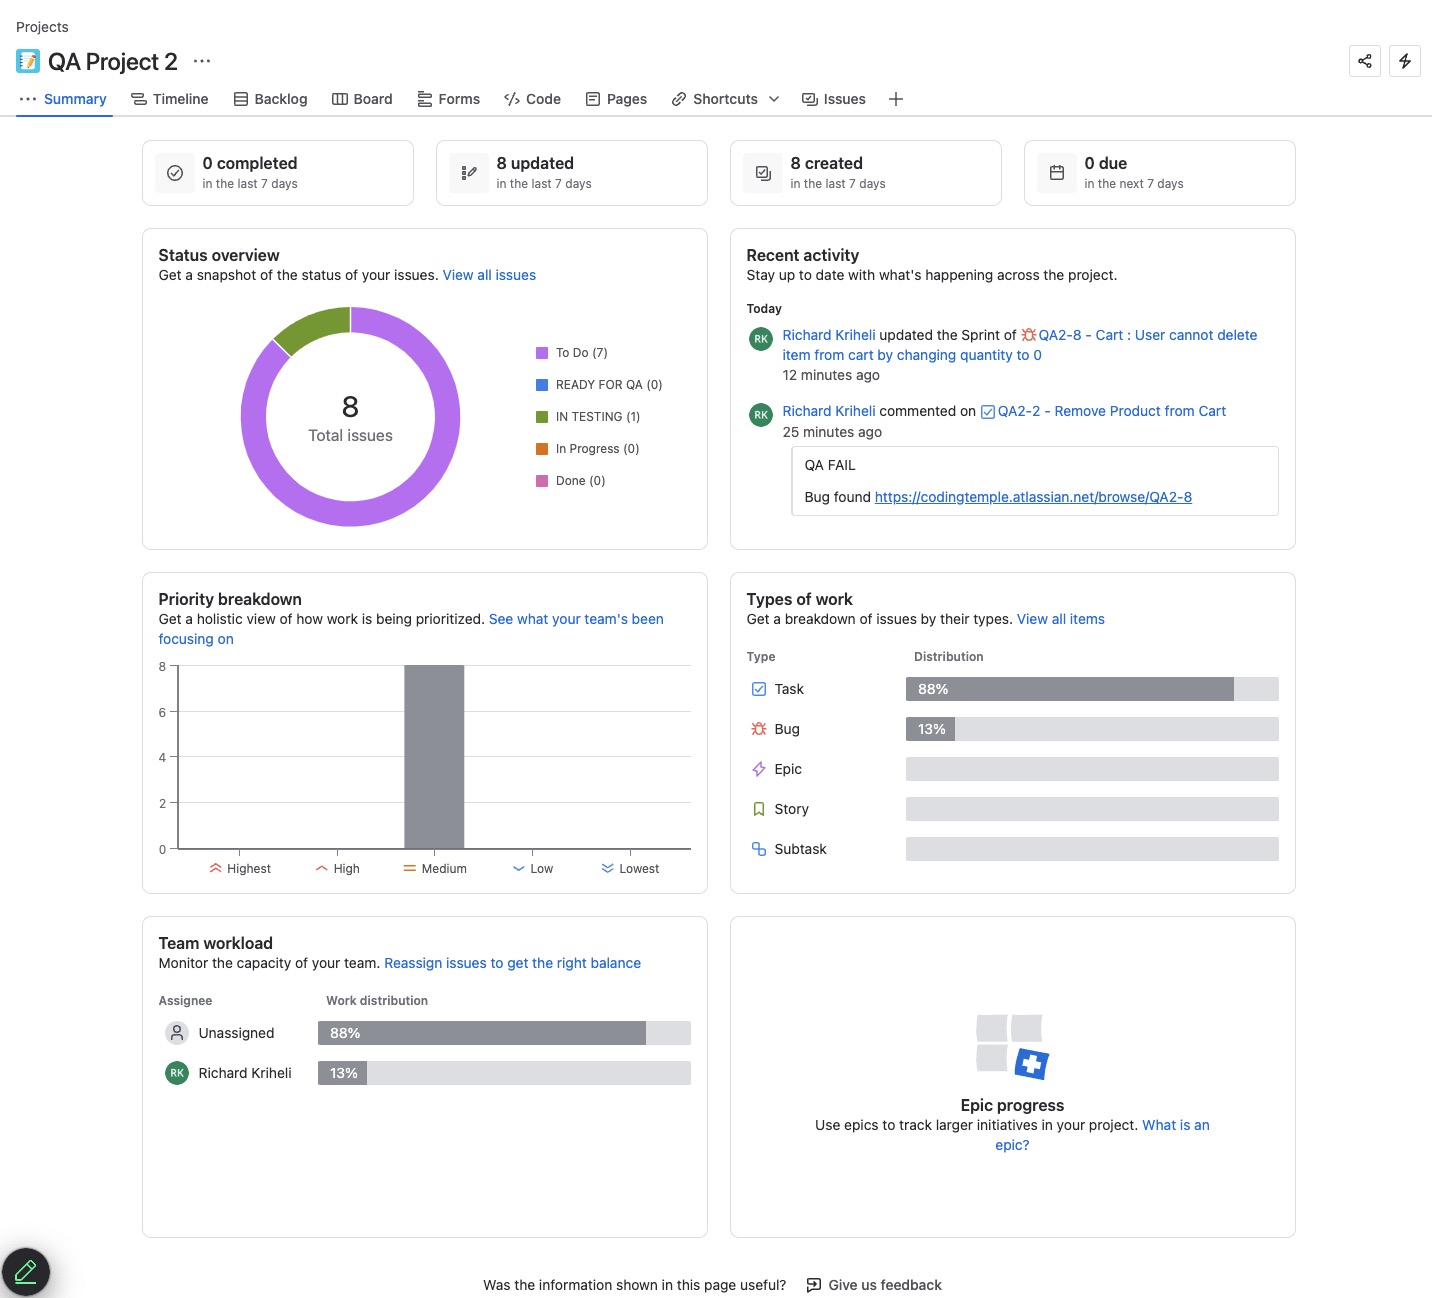 Projects
QA Project 2
Summary
Timeline
Backlog
Board
Forms
Code
Pages
Shortcuts
Issues
0 completed
in the last 7 days
8 updated
in the last 7 days
8 created
in the last 7 days
0 due
in the next 7 days
Status overview
Get a snapshot of the status of your issues. View all issues
8
Total issues
To Do (7)
READY FOR QA (0)
IN TESTING (1)
In Progress (0)
Done (0)
Recent activity
Stay up to date with what's happening across the project.
Today
RK
Richard Kriheli updated the Sprint of QA2-8 - Cart : User cannot delete
item from cart by changing quantity to 0
12 minutes ago
RK
Richard Kriheli commented on QA2-2 - Remove Product from Cart
25 minutes ago
QA FAIL
Bug found https://codingtemple.atlassian.net/browse/QA2-8
Priority breakdown
Get a holistic view of how work is being prioritized. See what your team's been
focusing on
8
6
4
2
0
Highest
High
Medium
Low
Lowest
Types of work
Get a breakdown of issues by their types. View all items
Type
Distribution
Task
88%
Bug
13%
Epic
Story
Subtask
Team workload
Monitor the capacity of your team. Reassign issues to get the right balance
Assignee
Work distribution
Unassigned
88%
RK
Richard Kriheli
13%
Epic progress
Use epics to track larger initiatives in your project. What is an
epic?
Was the information shown in this page useful?
Give us feedback